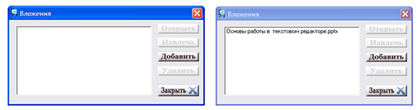 Вложения
Открыть
Извлечь
Добавить
Удалить
Закрыть
Вложения
Основы работы в текстовом редакторе.pptx
Открыть
Извлечь
Добавить
Удалить
Закрыть